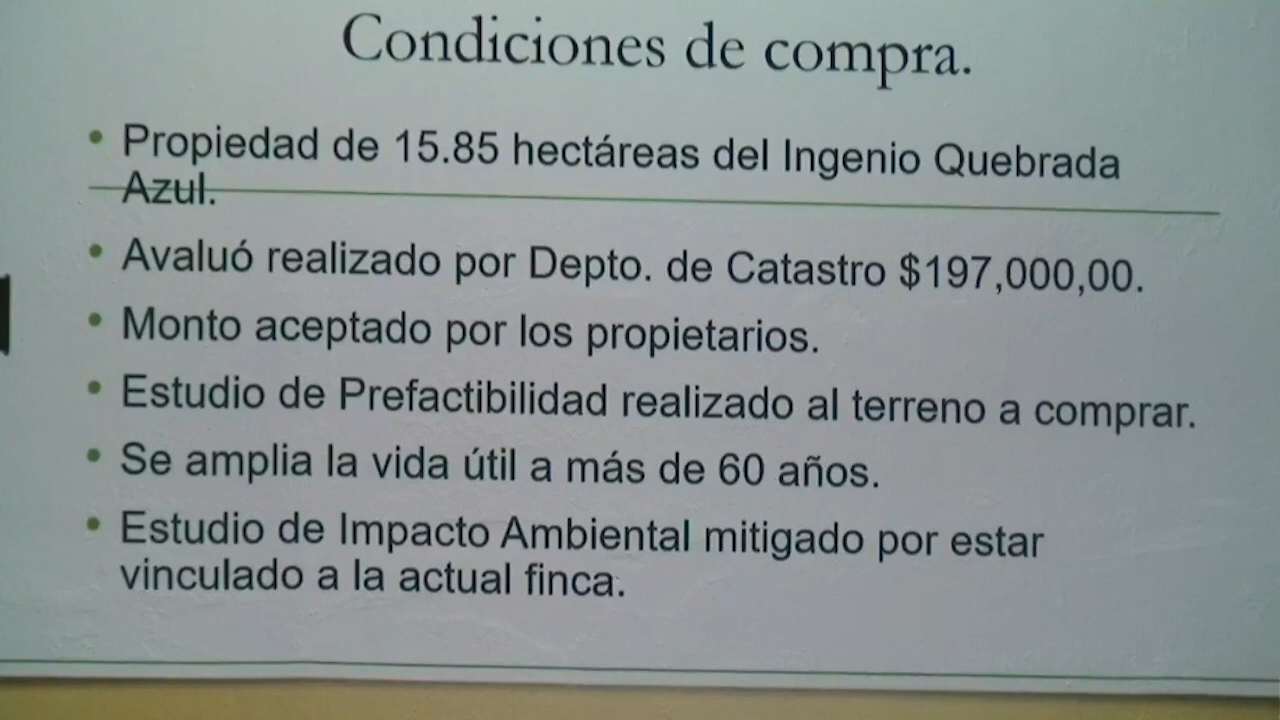 Condiciones de compra.
• Propiedad de 15.85 hectáreas del Ingenio Quebrada
Azul.
• Avaluó realizado por Depto. de Catastro $197,000,00.
• Monto aceptado por los propietarios.
• Estudio de Prefactibilidad realizado al terreno a comprar.
• Se amplia la vida útil a más de 60 años.
• Estudio de Impacto Ambiental mitigado por estar
vinculado a la actual finca.